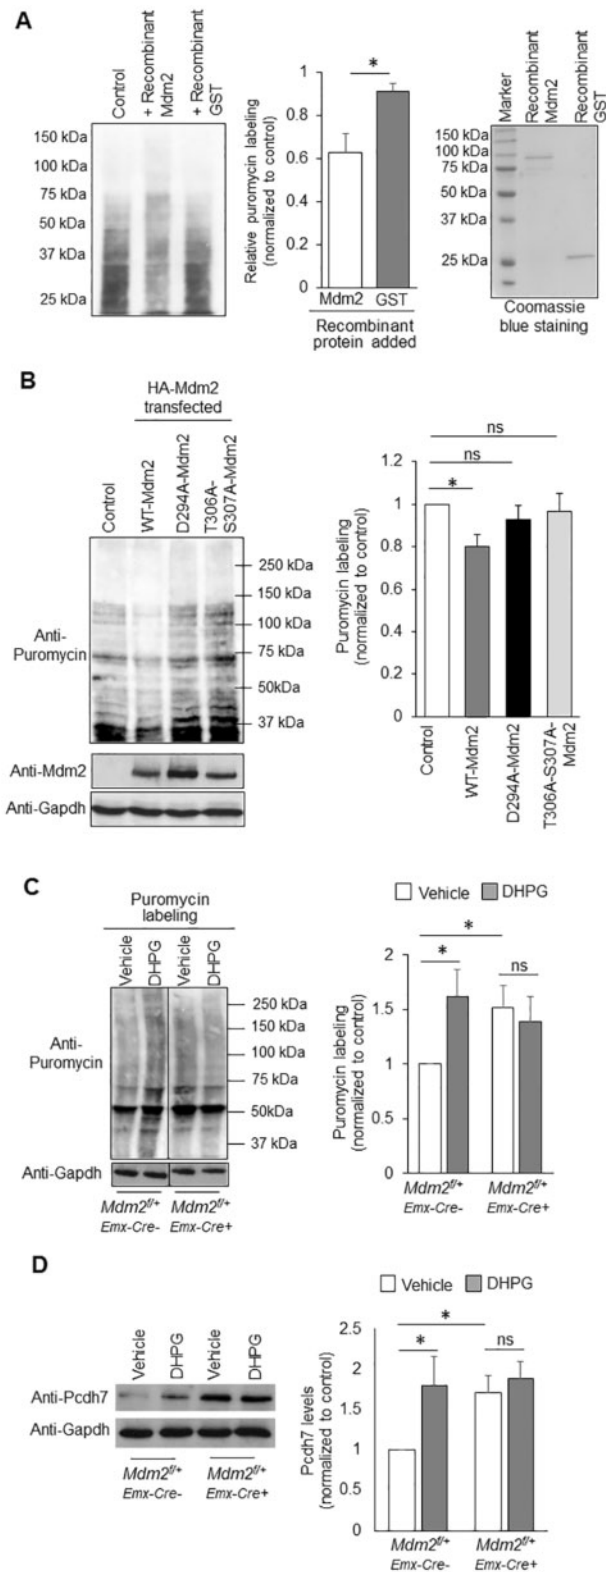 A
Control
+ Recombinant
Mdm2
+ Recombinant
GST
150 kDa
100 kDa
75 kDa
50 kDa
37 kDa
25 kDa
Relative puromycin labeling
(normalized to control)
1
0.8
0.6
0.4
0.2
0
*
Mdm2
GST
Recombinant
protein added
Marker
Recombinant
Mdm2
Recombinant
GST
150 kDa
100 kDa
75 kDa
50 kDa
37 kDa
25 kDa
Coomassie
blue staining
B
HA-Mdm2
transfected
Control
WT-Mdm2
D294A-Mdm2
T306A-
S307A-Mdm2
250 kDa
150 kDa
100 kDa
75 kDa
50kDa
37 kDa
Anti-
Puromycin
Anti-Mdm2
Anti-Gapdh
Puromycin labeling
(normalized to control)
1.2
1
0.8
0.6
0.4
0.2
0
ns
ns
*
Control
WT-Mdm2
D294A-Mdm2
T306A-S307A-
Mdm2
C
Puromycin
labeling
Vehicle
DHPG
Vehicle
DHPG
250 kDa
150 kDa
100 kDa
75 kDa
50kDa
37 kDa
Anti-
Puromycin
Anti-Gapdh
Mdm2f/+
Emx-Cre-
Mdm2f/+
Emx-Cre+
Vehicle
DHPG
Puromycin labeling
(normalized to control)
2
1.5
1
0.5
0
*
*
ns
Mdm2f/+
Emx-Cre-
Mdm2f/+
Emx-Cre+
D
Vehicle
DHPG
Vehicle
DHPG
Anti-Pcdh7
Anti-Gapdh
Mdm2f/+
Emx-Cre-
Mdm2f/+
Emx-Cre+
Vehicle
DHPG
Pcdh7 levels
(normalized to control)
2.5
2
1.5
1
0.5
0
*
*
ns
Mdm2f/+
Emx-Cre-
Mdm2f/+
Emx-Cre+